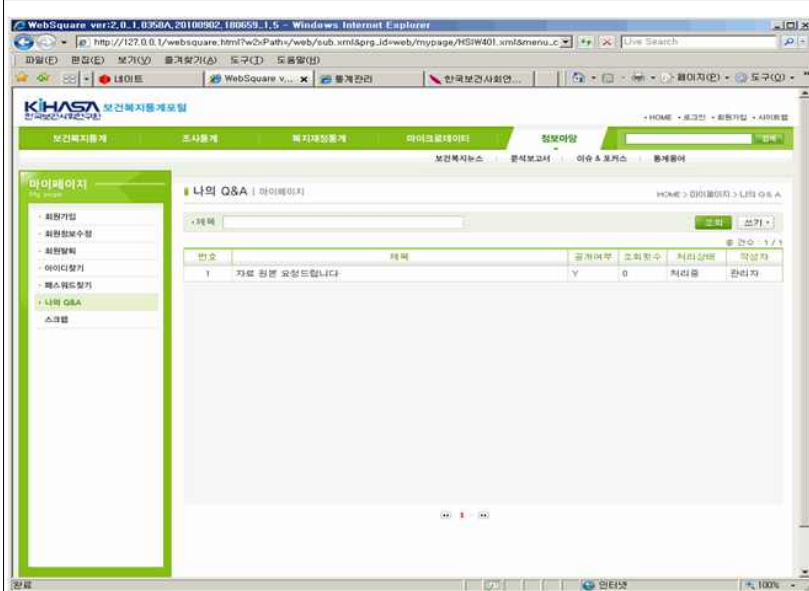 WebSquare ver:2,0_1,0358A,20100902,180659_1,5 - Windows Internet Explorer
http://127.0.0.1/websquare.html?w2xPath=/web/sub.xml&prg_id=web/mypage/HSIW401.xml&menu_c Live Search
파일(F) 편집(E) 보기(V) 즐겨찾기(A) 도구(T) 도움말(H)
네이트 WebSquare v... 통계관리 한국보건사회연... 페이지(P) 도구(O)
KiHASA 보건복지통계포털
한국보건사회연구원
HOME 로그인 회원가입 사이트맵
보건복지통계 조사통계 복지재정통계 마이크로데이터 정보마당 검색
보건복지뉴스 분석보고서 이슈 & 포커스 통계용어
마이페이지
My page
회원가입
회원정보수정
회원탈퇴
아이디찾기
패스워드찾기
나의 Q&A
스크랩
나의 Q&A 마이페이지
HOME > 마이페이지 > 나의 Q&A
제목 조회 쓰기
총 건수 : 1 / 1
번호 제목 공개여부 조회횟수 처리상태 작성자
1 자료 원본 요청드립니다 Y 0 처리중 관리자
1
완료 인터넷 100%